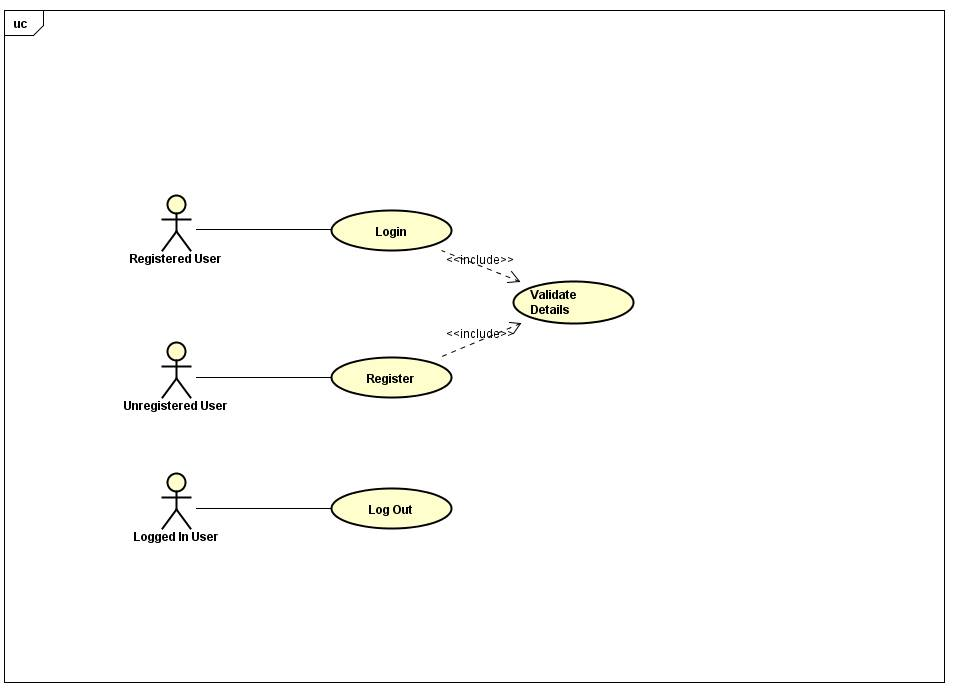 uc
Login
Registered User
<<include>>
Validate
Details
<<include>>
Register
Unregistered User
Log Out
Logged In User